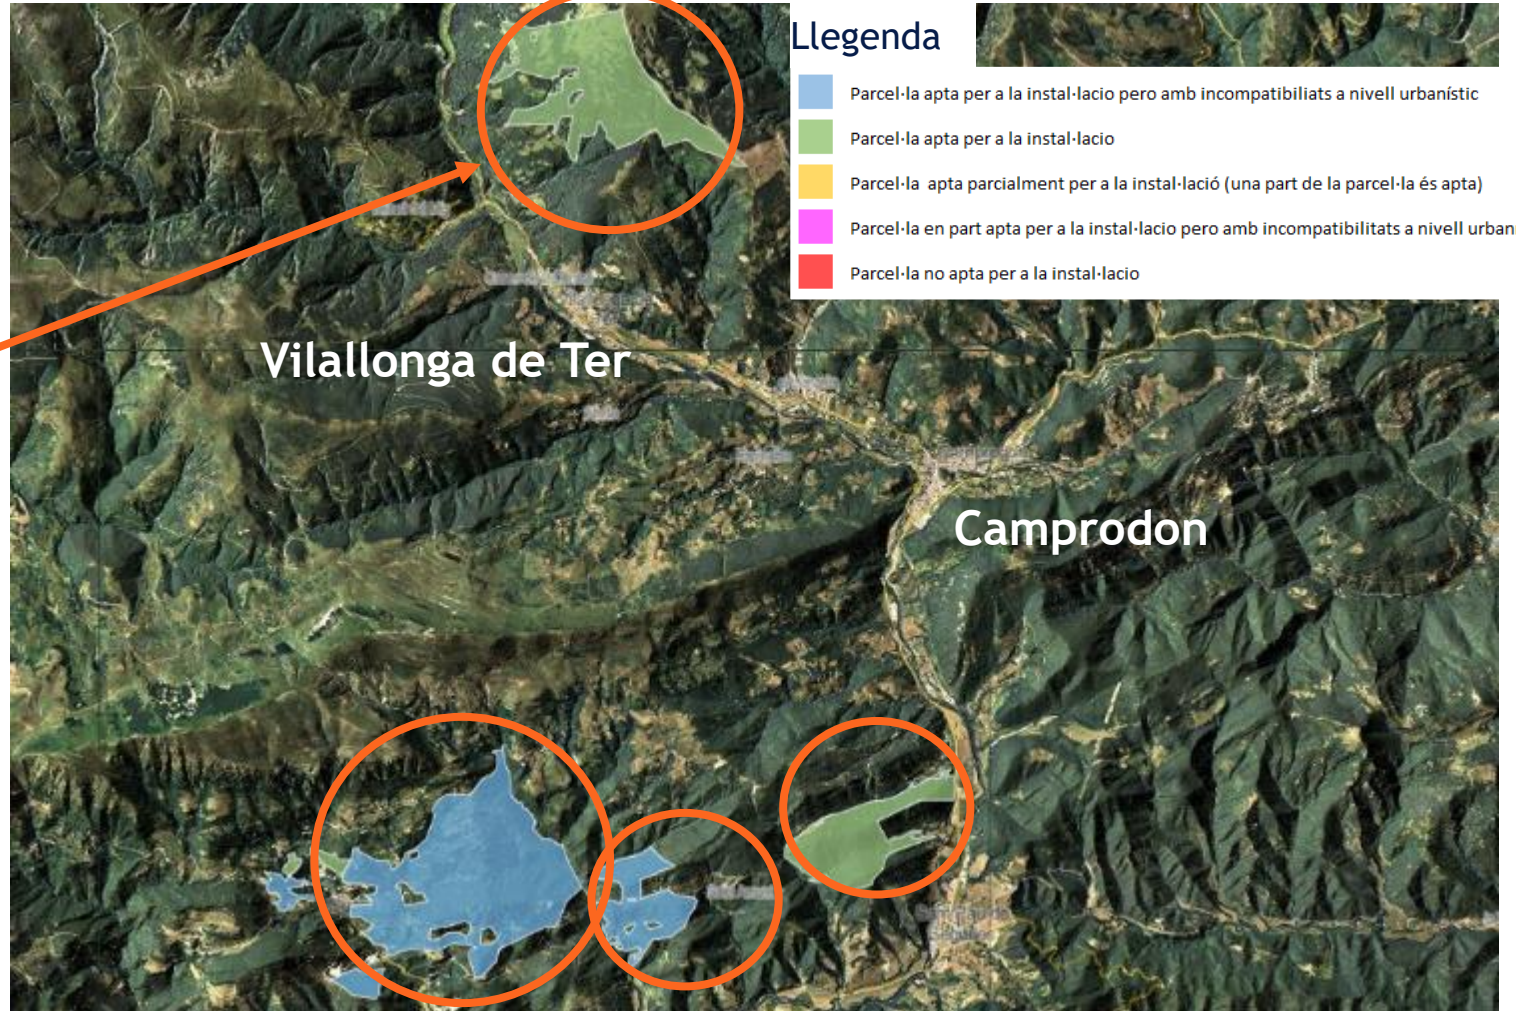 Llegenda
Parcel·la apta per a la instal·lacio pero amb incompatibiliats a nivell urbanístic
Parcel·la apta per a la instal·lacio
Parcel·la  apta parcialment per a la instal·lació (una part de la parcel·la és apta)
Parcel·la en part apta per a la instal·lacio pero amb incompatibilitats a nivell urban
Parcel·la no apta per a la instal·lacio
Vilallonga de Ter
Camprodon